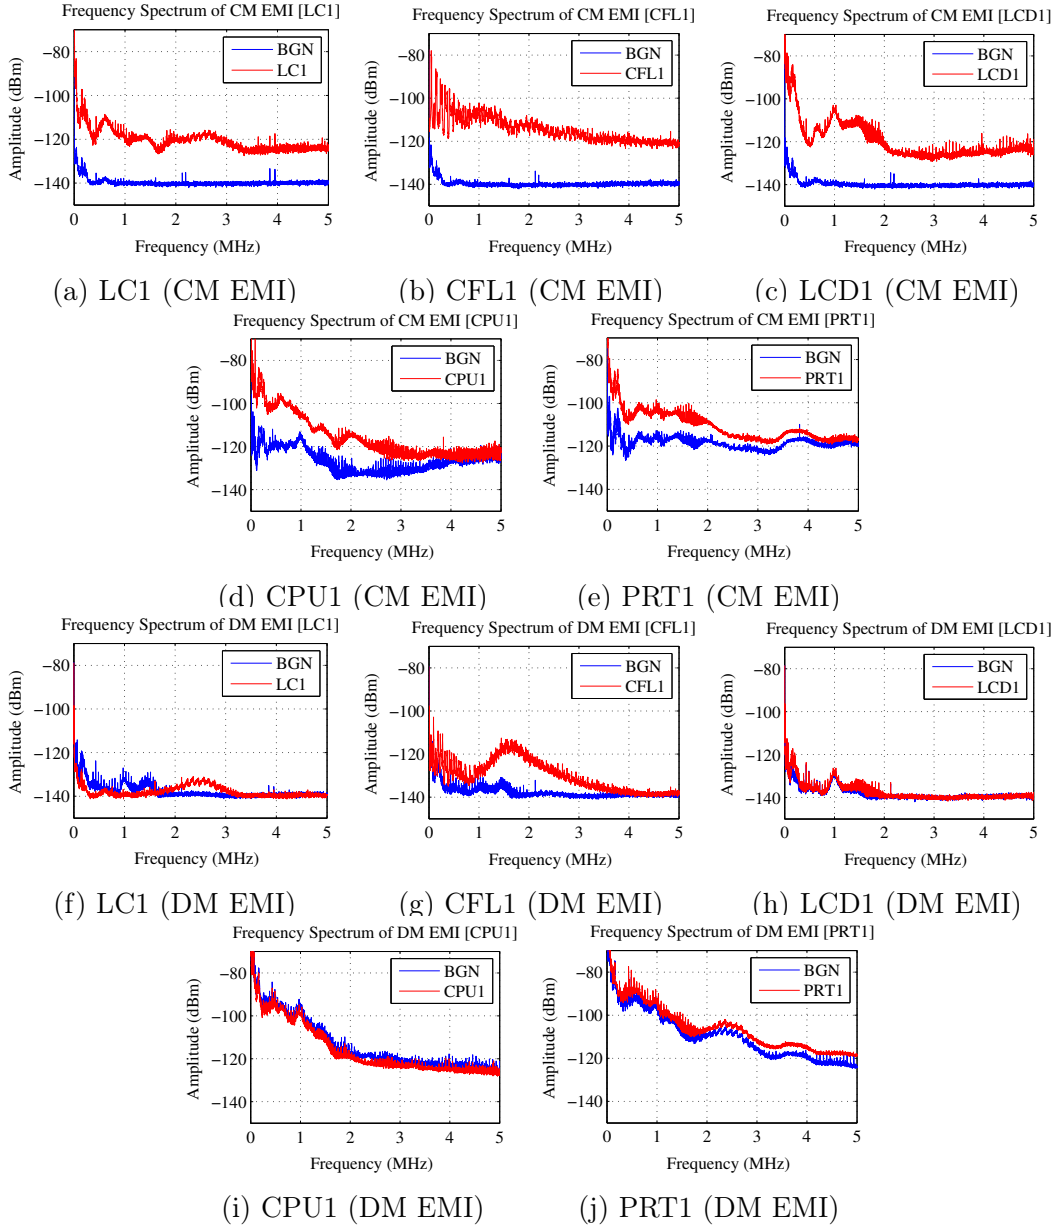 Frequency Spectrum of CM EMI [LC1]
Amplitude (dBm)
−80
−100
−120
−140
BGN
LC1
0 1 2 3 4 5
Frequency (MHz)
(a) LC1 (CM EMI)
Frequency Spectrum of CM EMI [CFL1]
Amplitude (dBm)
−80
−100
−120
−140
BGN
CFL1
0 1 2 3 4 5
Frequency (MHz)
(b) CFL1 (CM EMI)
Frequency Spectrum of CM EMI [LCD1]
Amplitude (dBm)
−80
−100
−120
−140
BGN
LCD1
0 1 2 3 4 5
Frequency (MHz)
(c) LCD1 (CM EMI)
Frequency Spectrum of CM EMI [CPU1]
Amplitude (dBm)
−80
−100
−120
−140
BGN
CPU1
0 1 2 3 4 5
Frequency (MHz)
(d) CPU1 (CM EMI)
Frequency Spectrum of CM EMI [PRT1]
Amplitude (dBm)
−80
−100
−120
−140
BGN
PRT1
0 1 2 3 4 5
Frequency (MHz)
(e) PRT1 (CM EMI)
Frequency Spectrum of DM EMI [LC1]
Amplitude (dBm)
−80
−100
−120
−140
BGN
LC1
0 1 2 3 4 5
Frequency (MHz)
(f) LC1 (DM EMI)
Frequency Spectrum of DM EMI [CFL1]
Amplitude (dBm)
−80
−100
−120
−140
BGN
CFL1
0 1 2 3 4 5
Frequency (MHz)
(g) CFL1 (DM EMI)
Frequency Spectrum of DM EMI [LCD1]
Amplitude (dBm)
−80
−100
−120
−140
BGN
LCD1
0 1 2 3 4 5
Frequency (MHz)
(h) LCD1 (DM EMI)
Frequency Spectrum of DM EMI [CPU1]
Amplitude (dBm)
−80
−100
−120
−140
BGN
CPU1
0 1 2 3 4 5
Frequency (MHz)
(i) CPU1 (DM EMI)
Frequency Spectrum of DM EMI [PRT1]
Amplitude (dBm)
−80
−100
−120
−140
BGN
PRT1
0 1 2 3 4 5
Frequency (MHz)
(j) PRT1 (DM EMI)